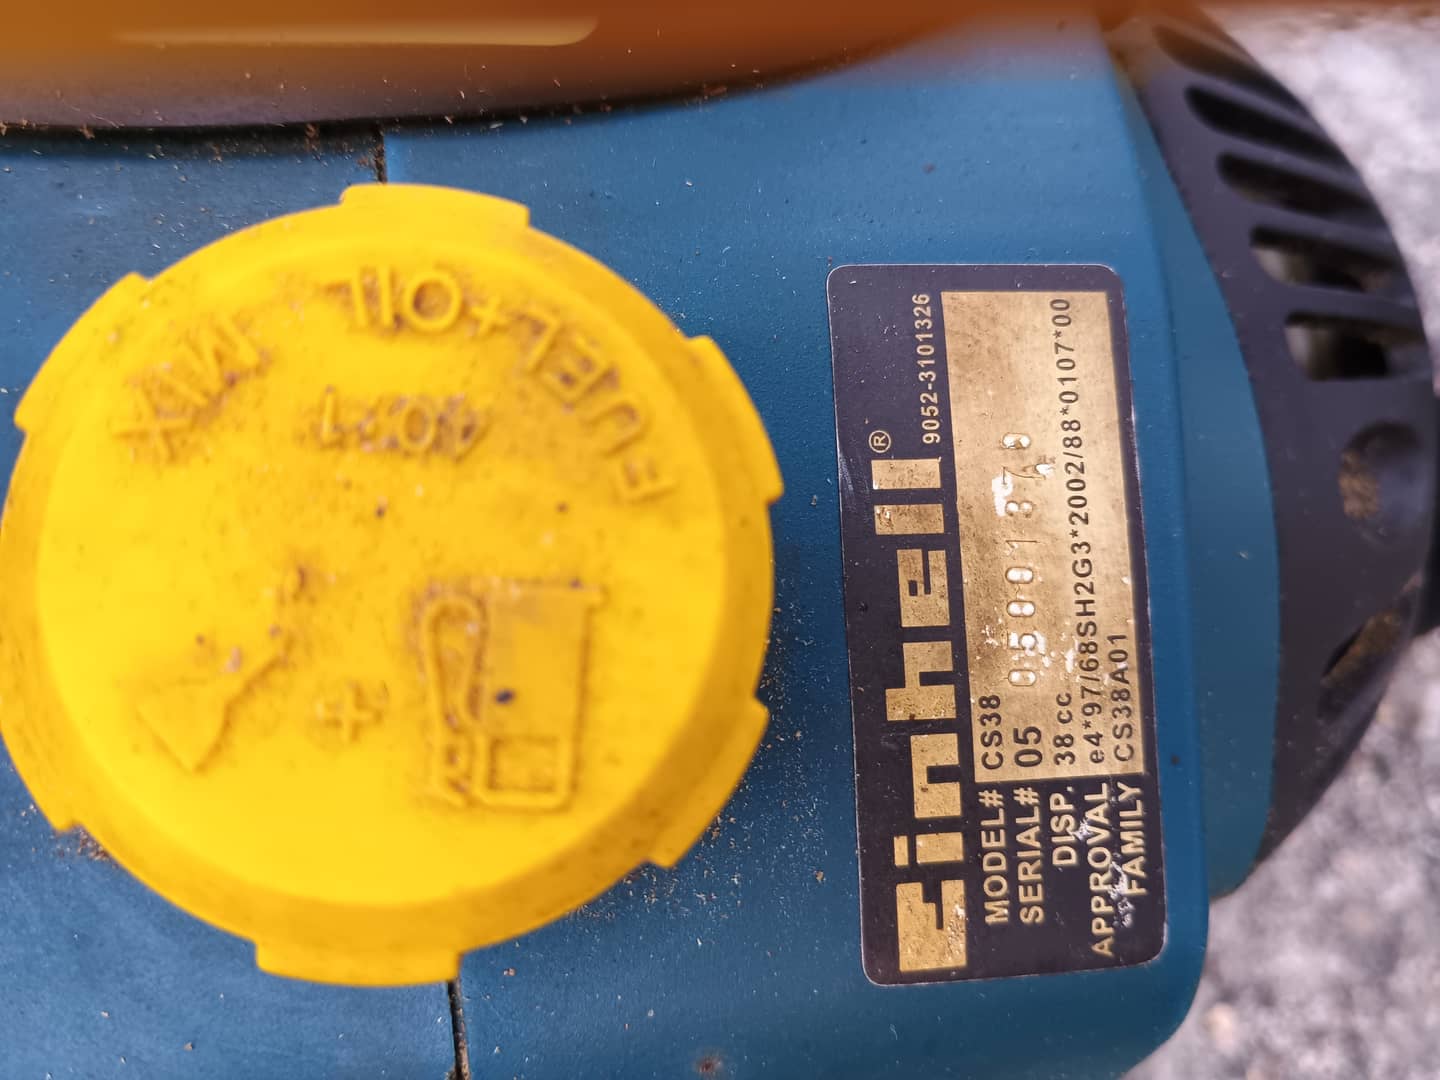 FUEL+OIL
MIX
40:1
einhell®
9052-3101326
MODEL# CS38
SERIAL# 05
DISP. 38 cc
APPROVAL e4*97/68SH2G3*2002/88*0107*00
FAMILY CS38A01